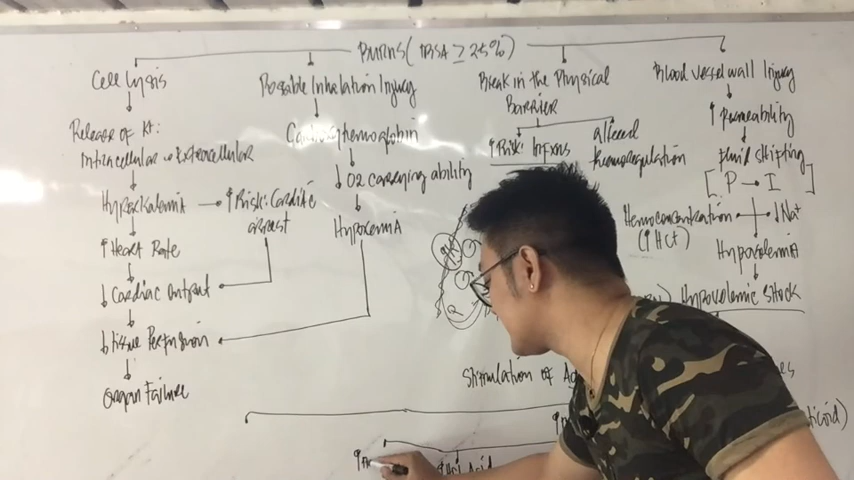 BURNS (TBSA ≥ 25%)
Cell Lysis
Release of K+:
Intracellular → Extracellular
Hyperkalemia → ↑Risk: Cardiac
arrest
↑Heart Rate
↓Cardiac Output
↓Tissue Perfusion
Organ Failure
Possible Inhalation Injury
Carboxyhemoglobin
↓O2 carrying ability
Hypoxemia
Break in the Physical
Barrier
↑Risk: Infxns
altered
thermoregulation
Blood vessel wall Injury
↑permeability
fluid shifting
[P → I]
Hemoconcentration
(↑Hct)
↓Na+
Hypovolemia
Hypovolemic Shock
Stimulation of
↑HCl Acid